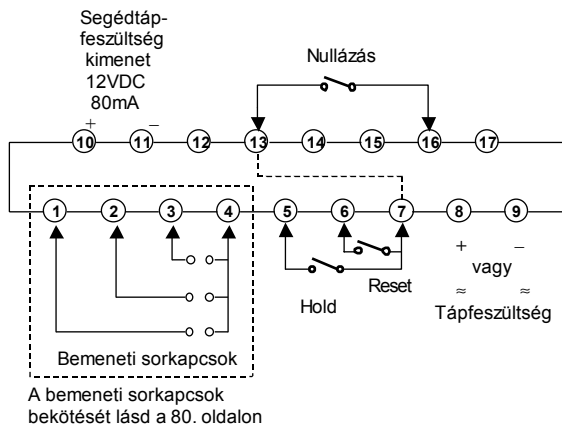 Segédtáp-
feszültség
kimenet
12VDC
80mA
Nullázás
+ −
10 11 12 13 14 15 16 17
1 2 3 4 5 6 7 8 9
+ −
vagy
≈ ≈
Tápfeszültség
Reset
Hold
Bemeneti sorkapcsok
A bemeneti sorkapcsok
bekötését lásd a 80. oldalon